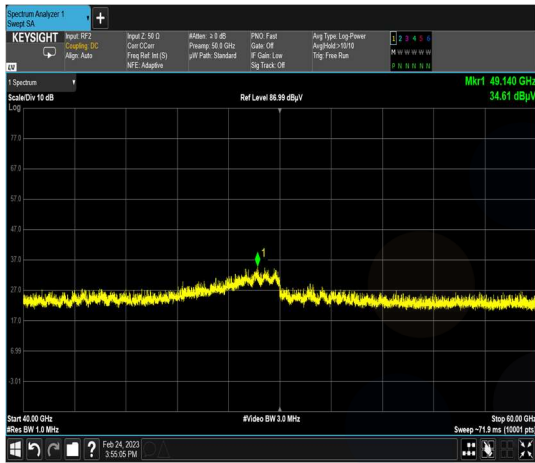 Spectrum Analyzer 1
Swept SA
+
KEYSIGHT
Input: RF2
Coupling: DC
Align: Auto
Input Z: 50 Ω
Corr CCorr
Freq Ref: Int (S)
NFE: Adaptive
#Atten: ≥ 0 dB
Preamp: 50.0 GHz
µW Path: Standard
PNO: Fast
Gate: Off
IF Gain: Low
Sig Track: Off
Avg Type: Log-Power
Avg|Hold:>10/10
Trig: Free Run
1 2 3 4 5 6
M W W W W W
P N N N N N
LXI
1 Spectrum
Scale/Div 10 dB
Ref Level 86.99 dBµV
Mkr1 49.140 GHz
34.61 dBµV
Log
77.0
67.0
57.0
47.0
37.0
1
27.0
17.0
6.99
-3.01
Start 40.00 GHz
#Video BW 3.0 MHz
Stop 60.00 GHz
#Res BW 1.0 MHz
Sweep ~71.9 ms (10001 pts)
?
Feb 24, 2023
3:55:05 PM